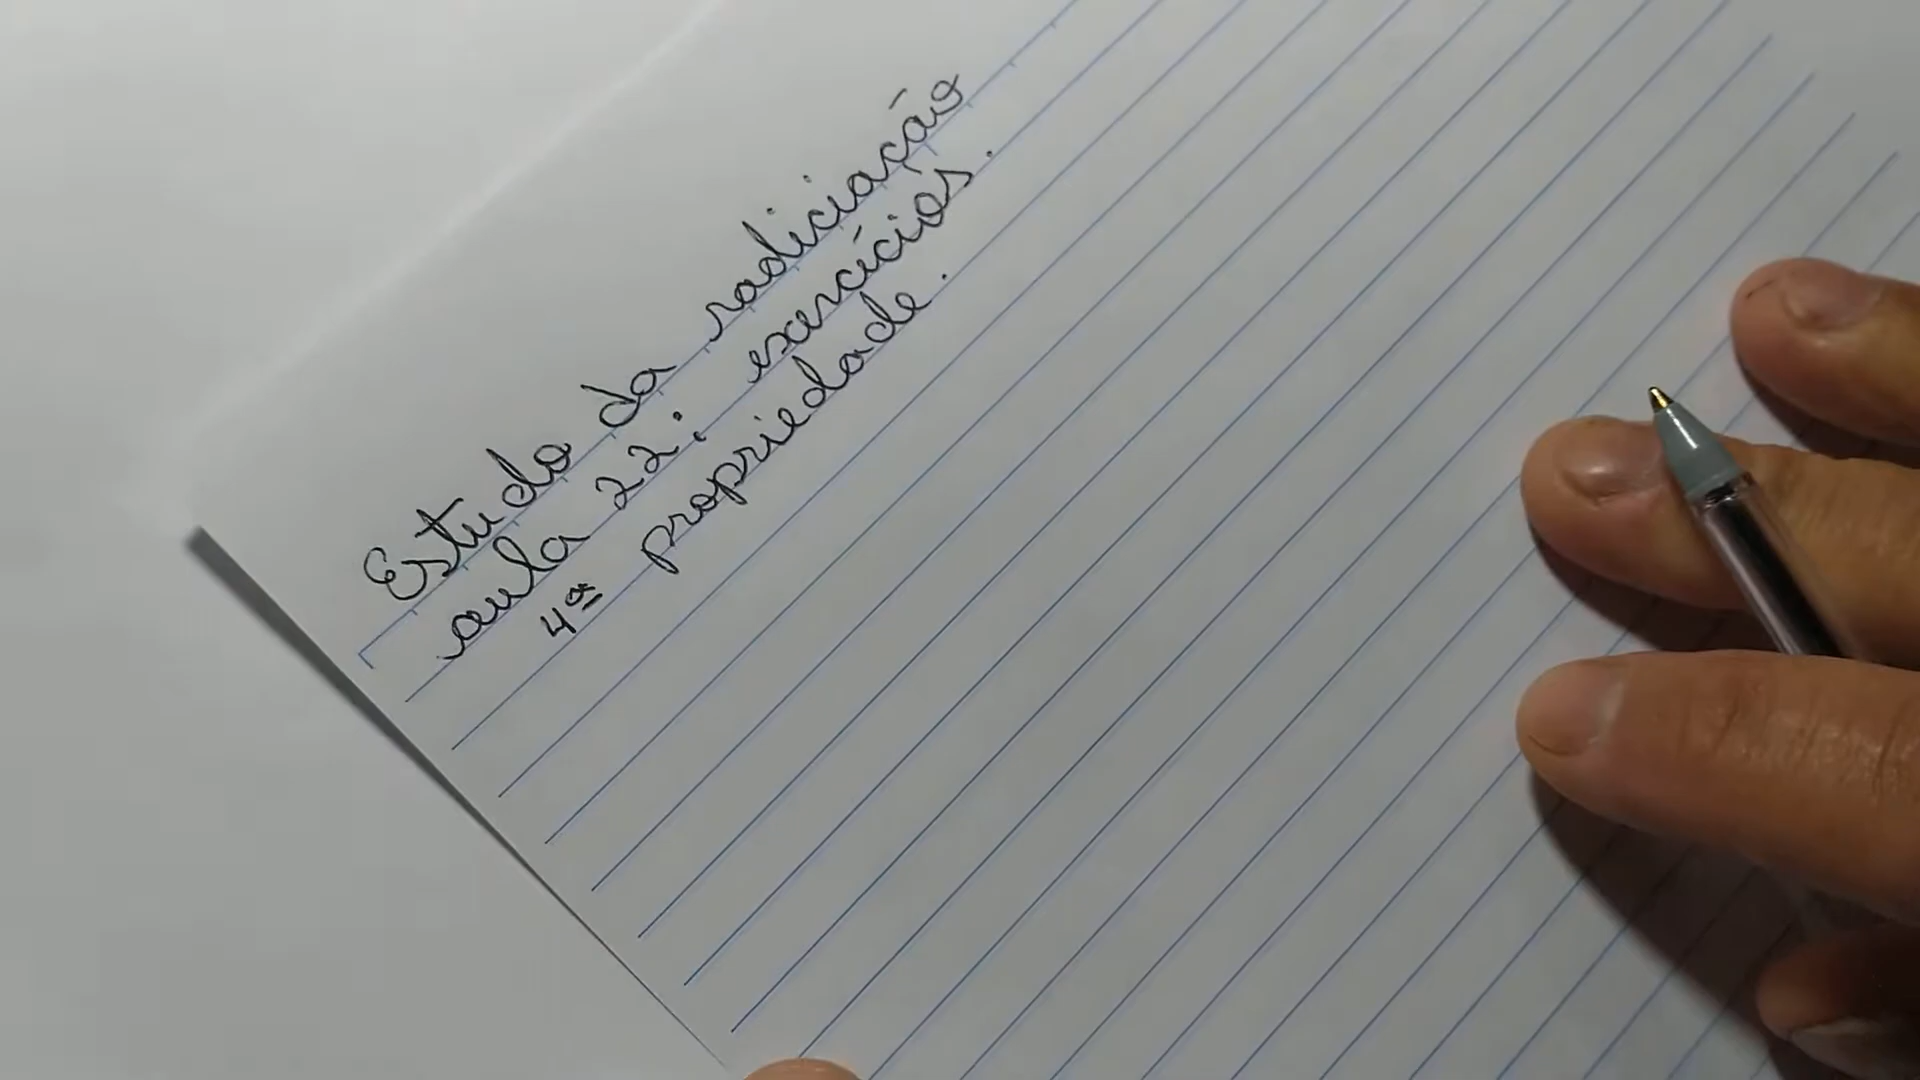 Estudo da radiciação
aula 22: exercícios.
4ª propriedade.